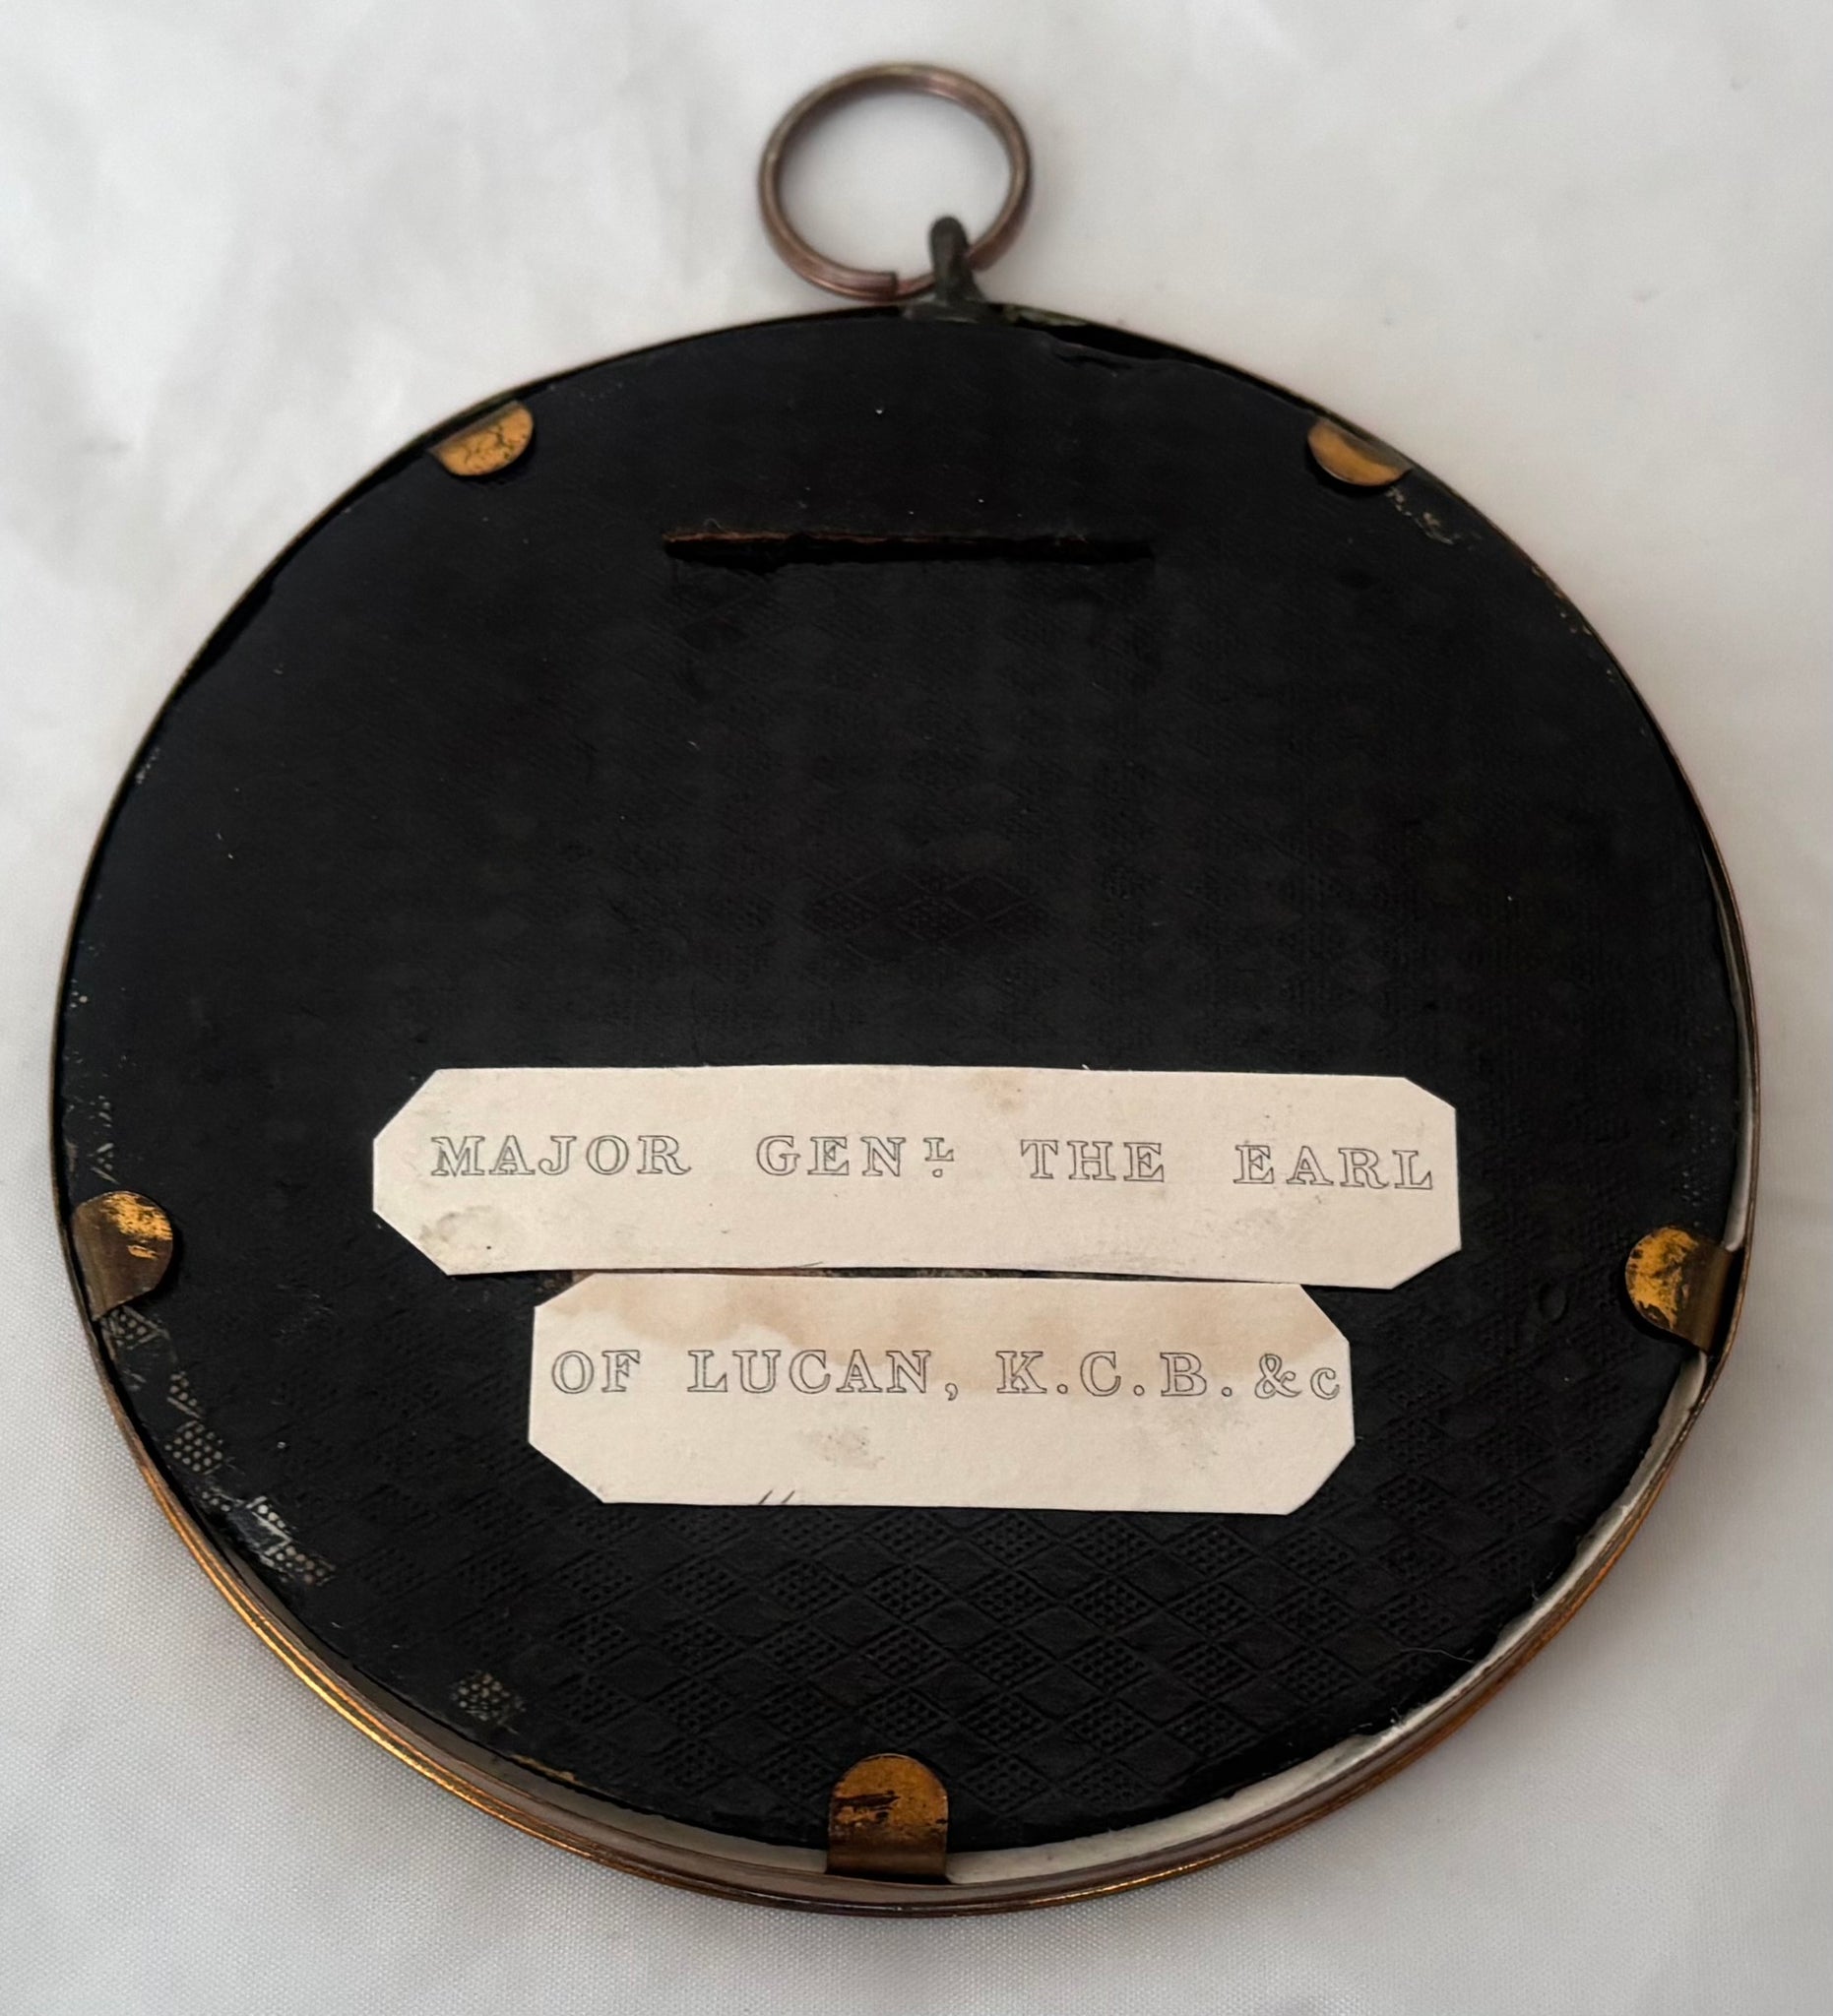 MAJOR GENL. THE EARL
OF LUCAN, K.C.B. &c